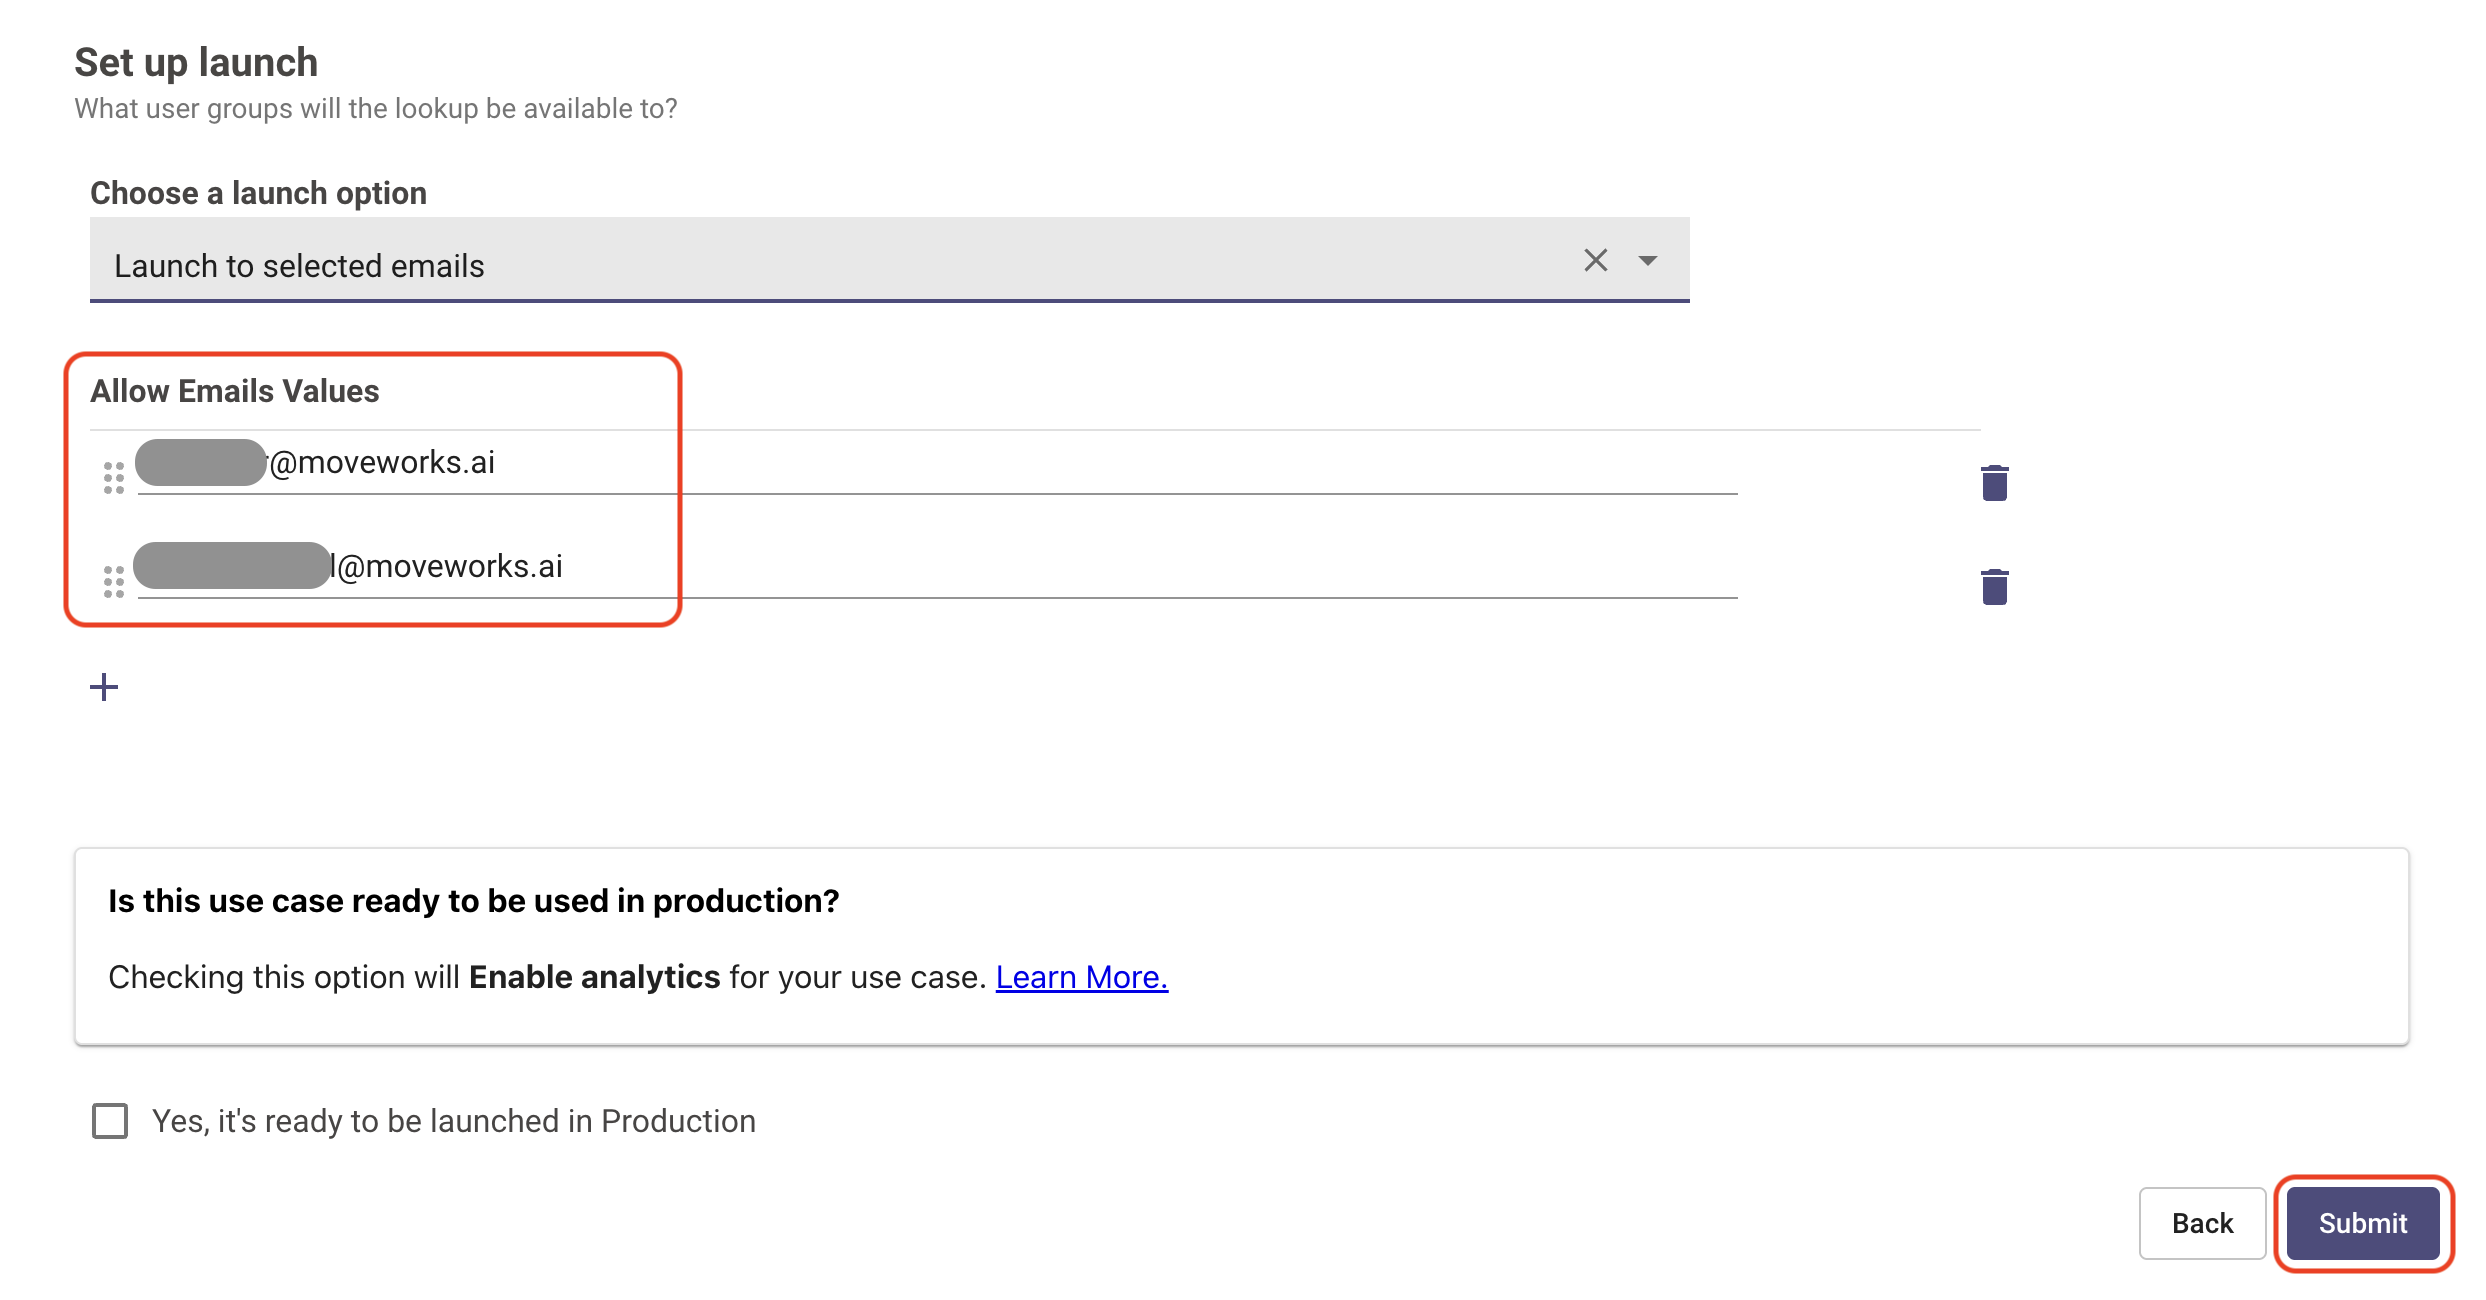 Set up launch
What user groups will the lookup be available to?
Choose a launch option
Launch to selected emails
Allow Emails Values
@moveworks.ai
l@moveworks.ai
Is this use case ready to be used in production?
Checking this option will Enable analytics for your use case. Learn More.
Yes, it's ready to be launched in Production
Back
Submit